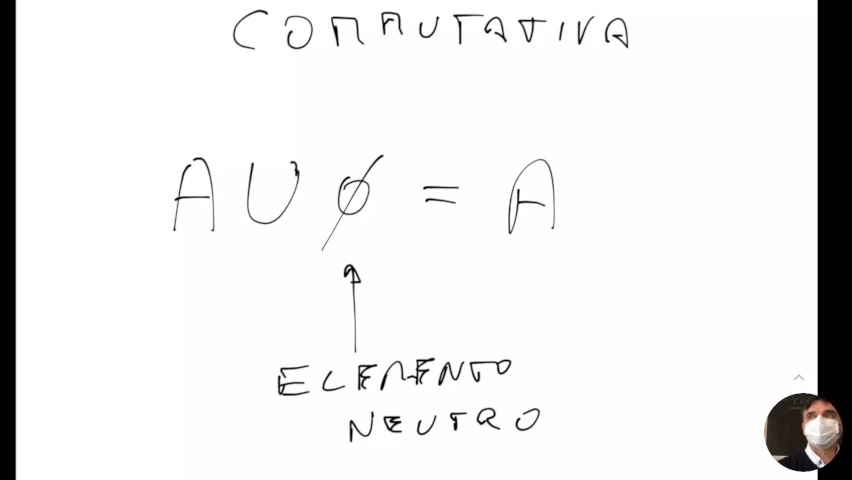 COMMUTATIVA
A ∪ ∅ = A
ELEMENTO
NEUTRO